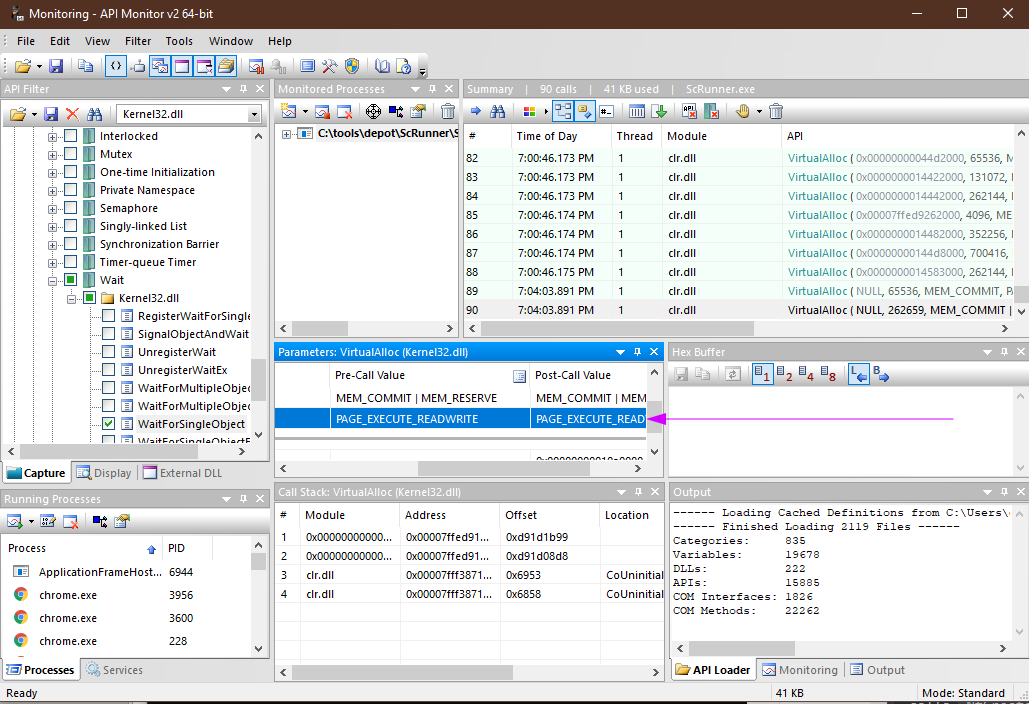 Monitoring - API Monitor v2 64-bit
File Edit View Filter Tools Window Help
API Filter
Kernel32.dll
Interlocked
Mutex
One-time Initialization
Private Namespace
Semaphore
Singly-linked List
Synchronization Barrier
Timer-queue Timer
Wait
Kernel32.dll
RegisterWaitForSingle
SignalObjectAndWait
UnregisterWait
UnregisterWaitEx
WaitForMultipleObjec
WaitForMultipleObjec
WaitForSingleObject
WaitForSingleObjectE
Capture Display External DLL
Monitored Processes
C:\tools\depot\ScRunner\S
Summary | 90 calls | 41 KB used | ScRunner.exe
# Time of Day Thread Module API
82 7:00:46.173 PM 1 clr.dll VirtualAlloc ( 0x00000000044d2000, 65536, M
83 7:00:46.173 PM 1 clr.dll VirtualAlloc ( 0x0000000014422000, 131072,
84 7:00:46.173 PM 1 clr.dll VirtualAlloc ( 0x0000000014442000, 262144,
85 7:00:46.174 PM 1 clr.dll VirtualAlloc ( 0x00007ffed9262000, 4096, ME
86 7:00:46.174 PM 1 clr.dll VirtualAlloc ( 0x0000000014482000, 352256,
87 7:00:46.174 PM 1 clr.dll VirtualAlloc ( 0x00000000144d8000, 700416,
88 7:00:46.175 PM 1 clr.dll VirtualAlloc ( 0x0000000014583000, 262144,
89 7:04:03.891 PM 1 clr.dll VirtualAlloc ( NULL, 65536, MEM_COMMIT, P
90 7:04:03.891 PM 1 clr.dll VirtualAlloc ( NULL, 262659, MEM_COMMIT |
Parameters: VirtualAlloc (Kernel32.dll)
Pre-Call Value Post-Call Value
MEM_COMMIT | MEM_RESERVE MEM_COMMIT | MEM
PAGE_EXECUTE_READWRITE PAGE_EXECUTE_READ
Hex Buffer
1 2 4 8 L B
Running Processes
Process PID
ApplicationFrameHost... 6944
chrome.exe 3956
chrome.exe 3600
chrome.exe 228
Processes Services
Call Stack: VirtualAlloc (Kernel32.dll)
# Module Address Offset Location
1 0x00000000000... 0x00007ffed91... 0xd91d1b99
2 0x00000000000... 0x00007ffed91... 0xd91d08d8
3 clr.dll 0x00007fff3871... 0x6953 CoUninitial
4 clr.dll 0x00007fff3871... 0x6858 CoUninitial
Output
------ Loading Cached Definitions from C:\Users\
------ Finished Loading 2119 Files ------
Categories: 835
Variables: 19678
DLLs: 222
APIs: 15885
COM Interfaces: 1826
COM Methods: 22262
API Loader Monitoring Output
Ready 41 KB Mode: Standard